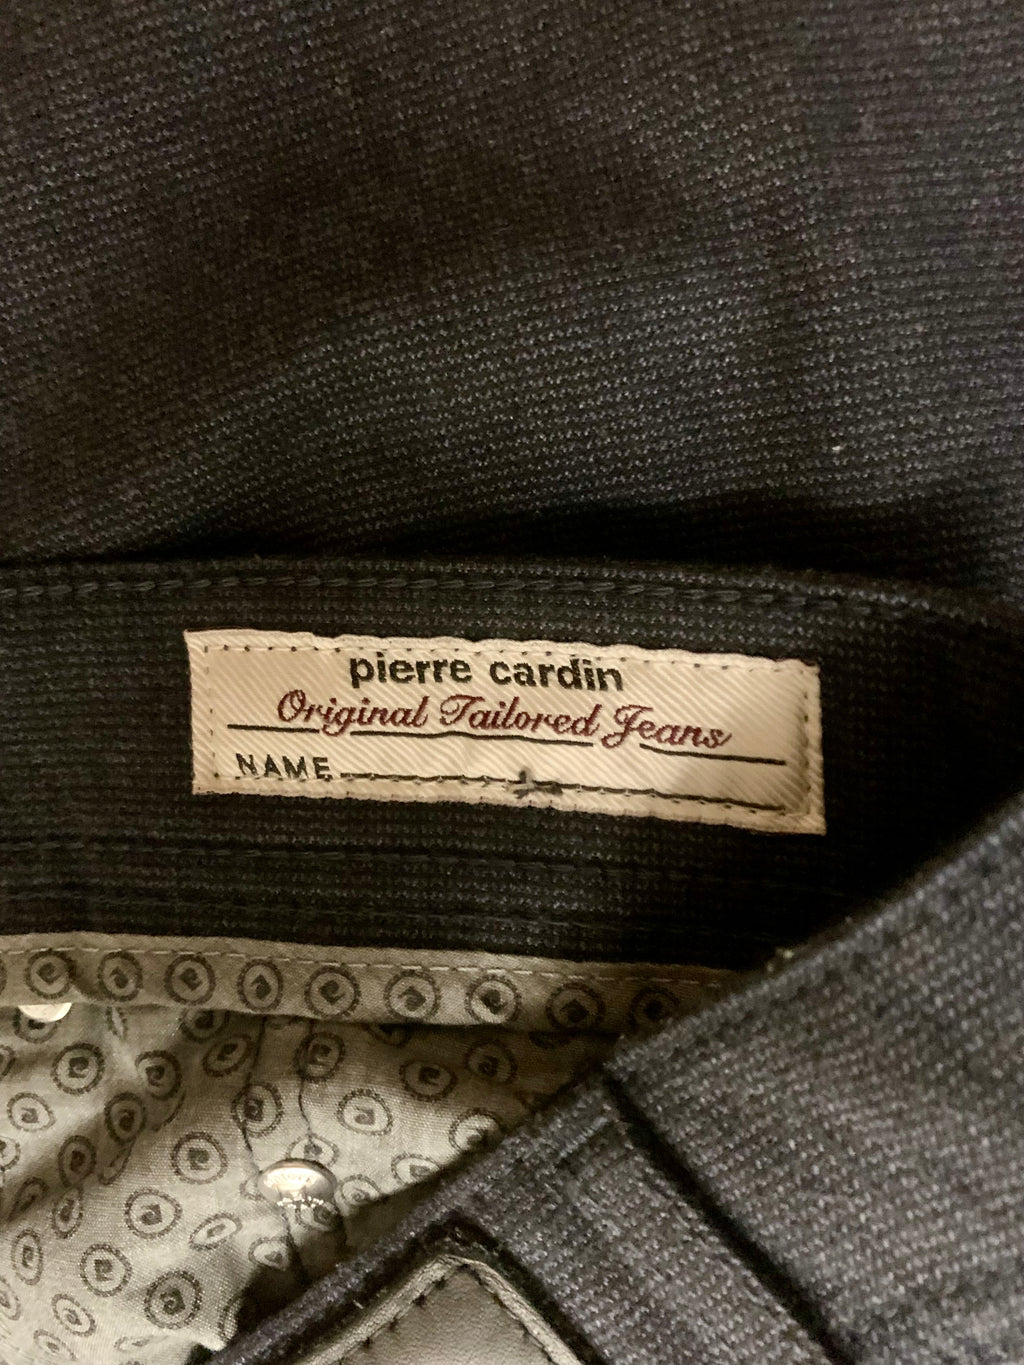 pierre cardin
Original Tailored Jeans
NAME